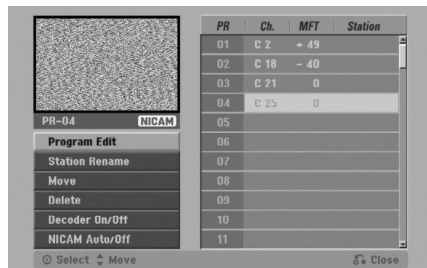 PR Ch. MFT Station
01 C 2 + 49
02 C 18 - 40
03 C 21 0
04 C 25 0
05
06
07
08
09
10
11
PR-04 NICAM
Program Edit
Station Rename
Move
Delete
Decoder On/Off
NICAM Auto/Off
Select Move
Close